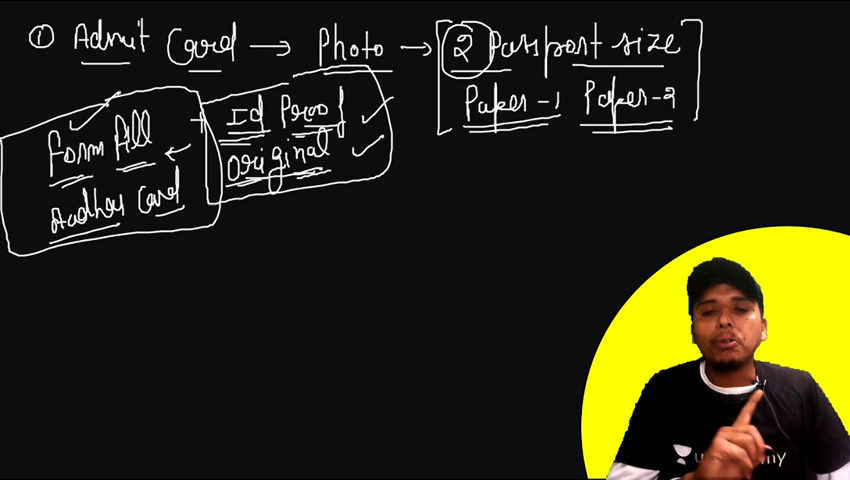 ① Admit Card → Photo → [② Passport size
Paper-1 Paper-2]
+ Id Proof ✓
Original ✓
Form fill ←
Aadhar Card